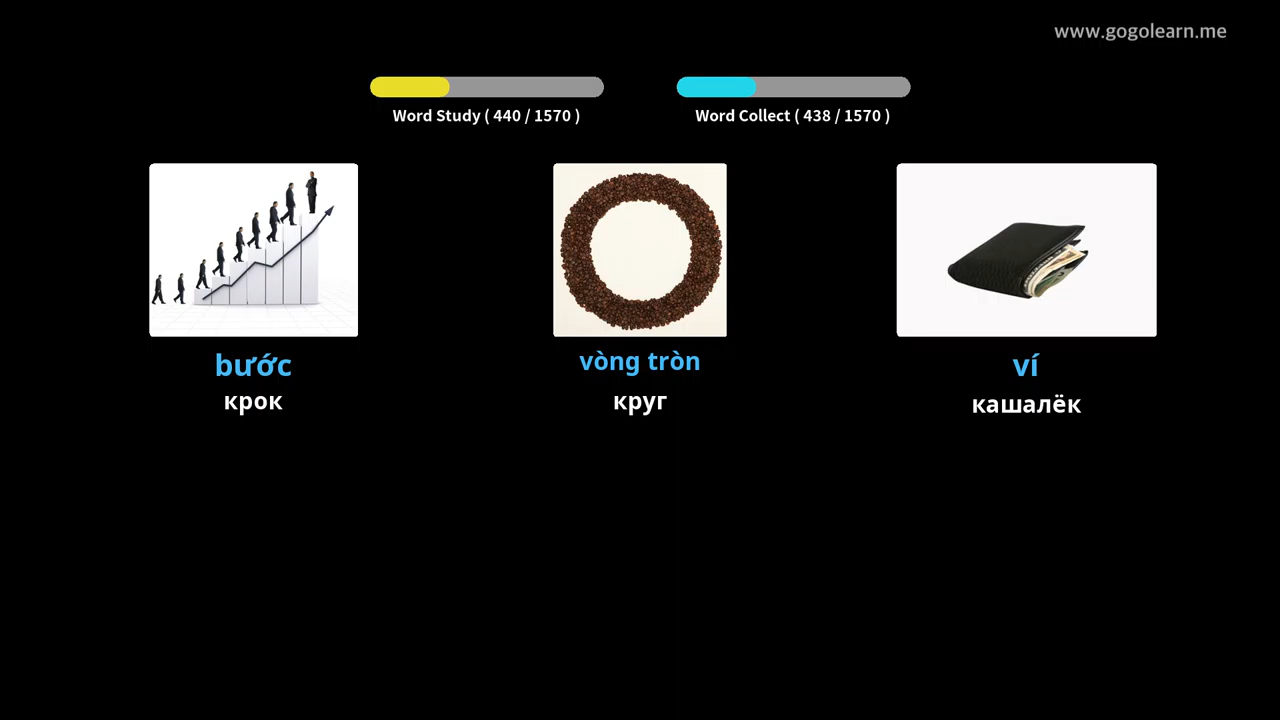 www.gogolearn.me
Word Study ( 440 / 1570 )
Word Collect ( 438 / 1570 )
bước
крок
vòng tròn
круг
ví
кашалёк